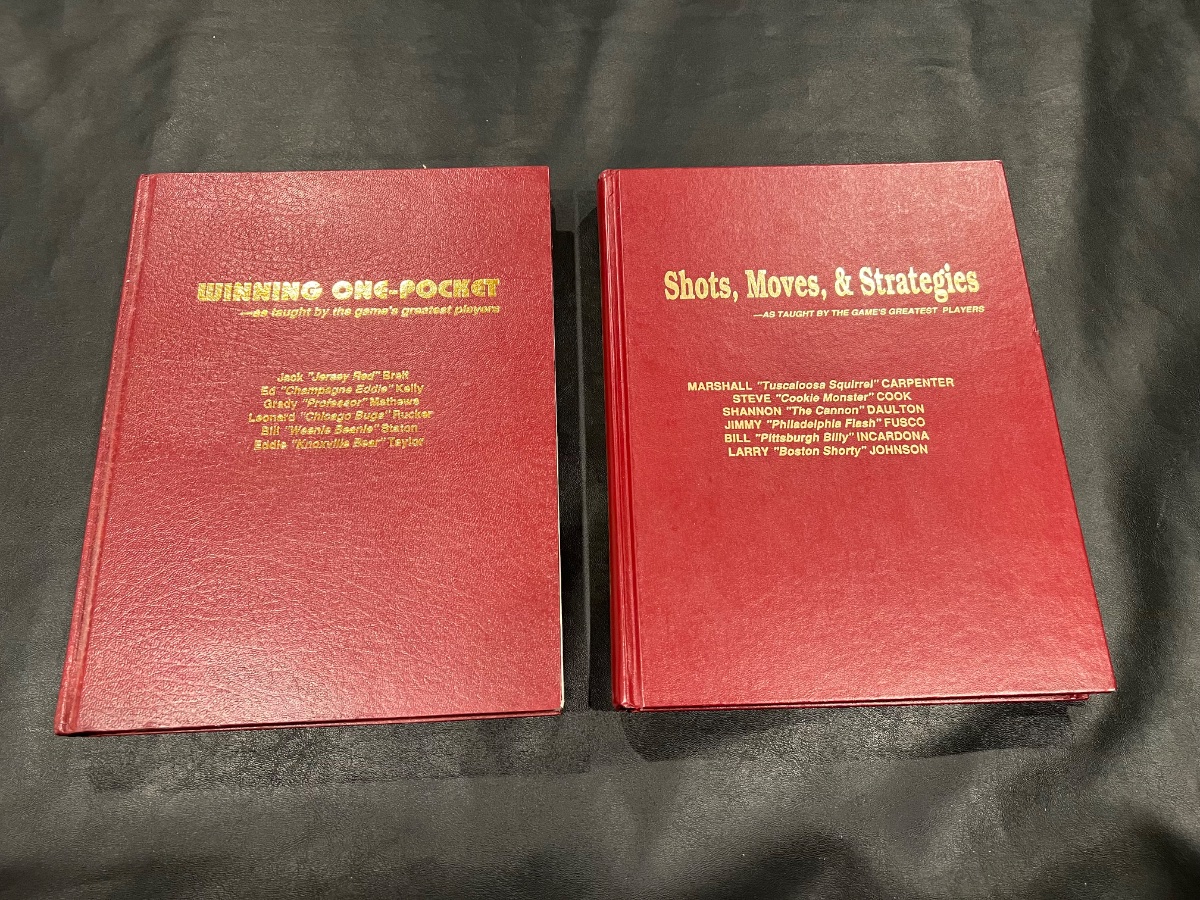 WINNING ONE-POCKET
—as taught by the game's greatest players
Jack "Jersey Red" Breit
Ed "Champagne Eddie" Kelly
Grady "Professor" Mathews
Leonard "Chicago Bugs" Rucker
Bill "Weenie Beenie" Staton
Eddie "Knoxville Bear" Taylor
Shots, Moves, & Strategies
—AS TAUGHT BY THE GAME'S GREATEST PLAYERS
MARSHALL "Tuscaloosa Squirrel" CARPENTER
STEVE "Cookie Monster" COOK
SHANNON "The Cannon" DAULTON
JIMMY "Philadelphia Flash" FUSCO
BILL "Pittsburgh Billy" INCARDONA
LARRY "Boston Shorty" JOHNSON